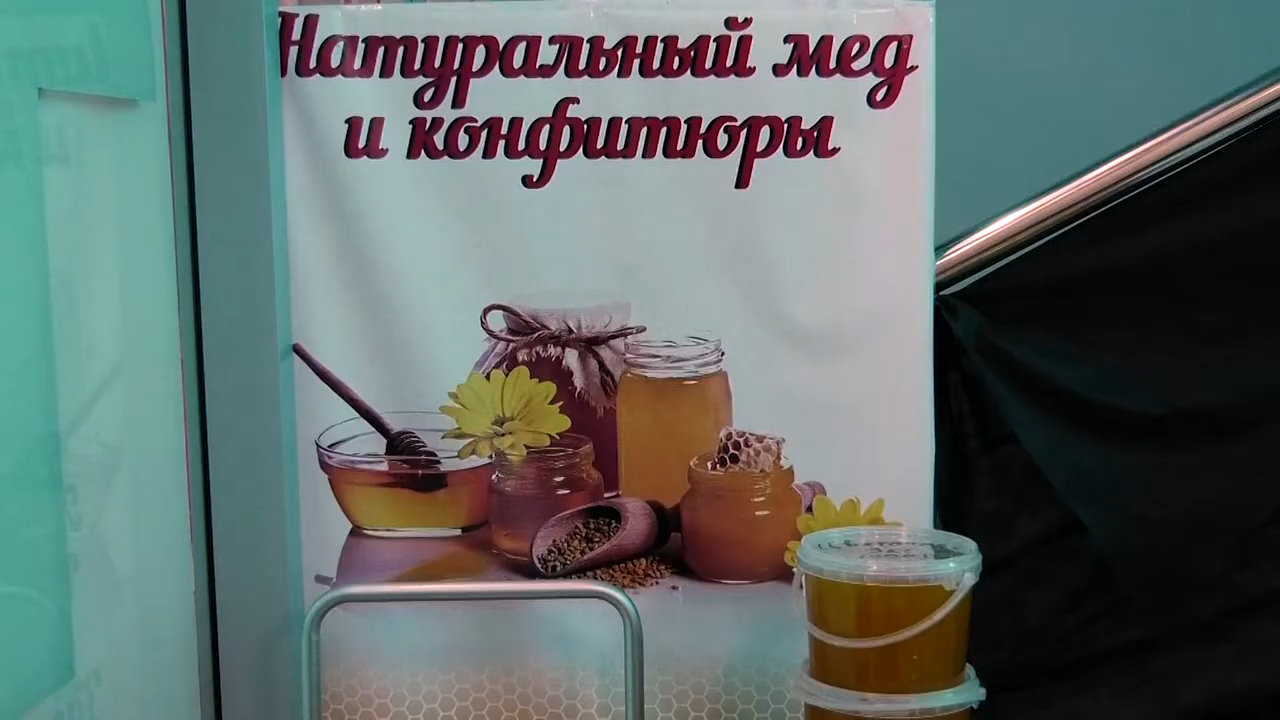 Натуральный мед
и конфитюры